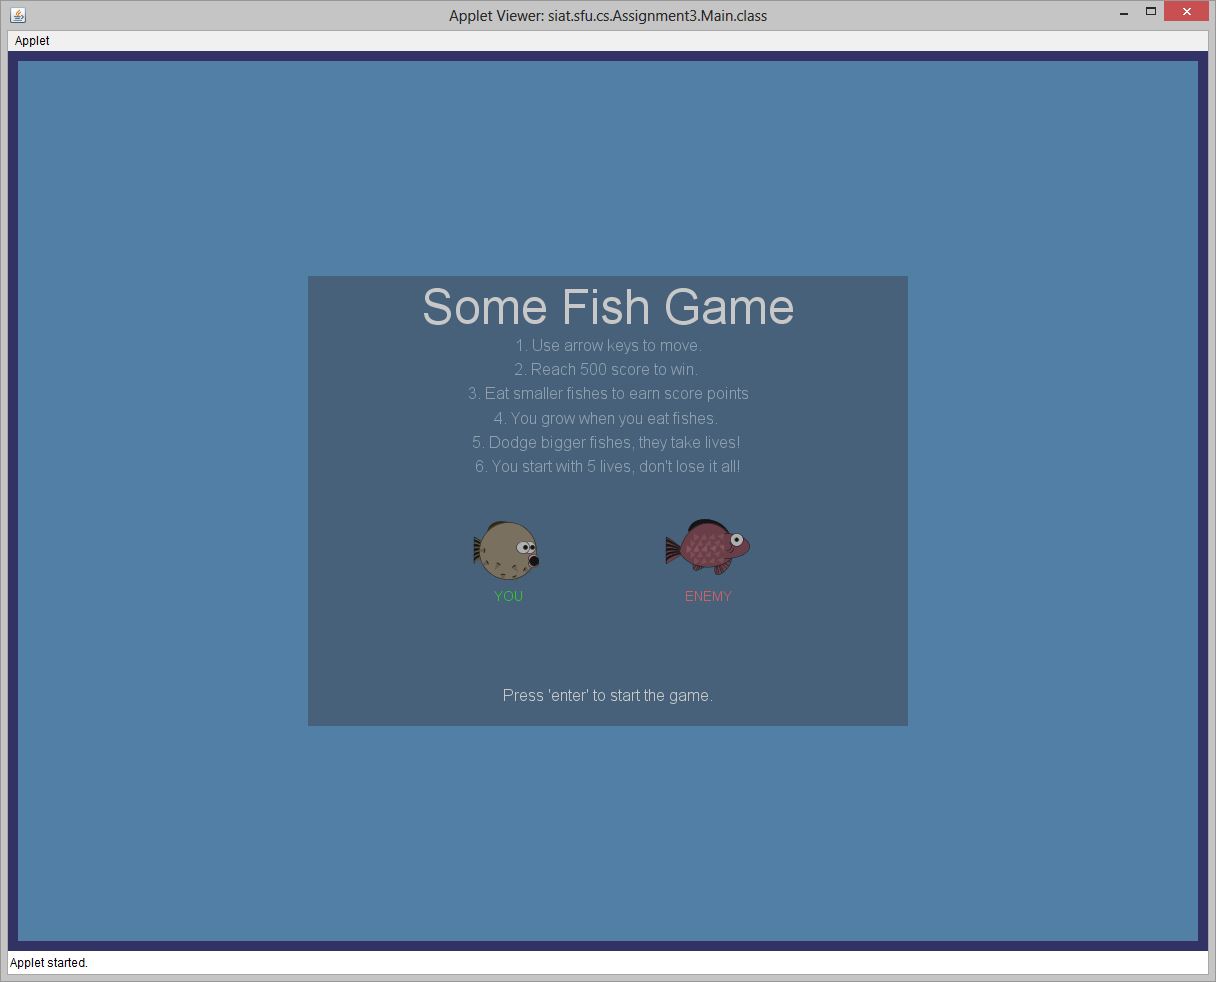 Applet Viewer: siat.sfu.cs.Assignment3.Main.class
Applet
Some Fish Game
1. Use arrow keys to move.
2. Reach 500 score to win.
3. Eat smaller fishes to earn score points
4. You grow when you eat fishes.
5. Dodge bigger fishes, they take lives!
6. You start with 5 lives, don't lose it all!
YOU ENEMY
Press 'enter' to start the game.
Applet started.